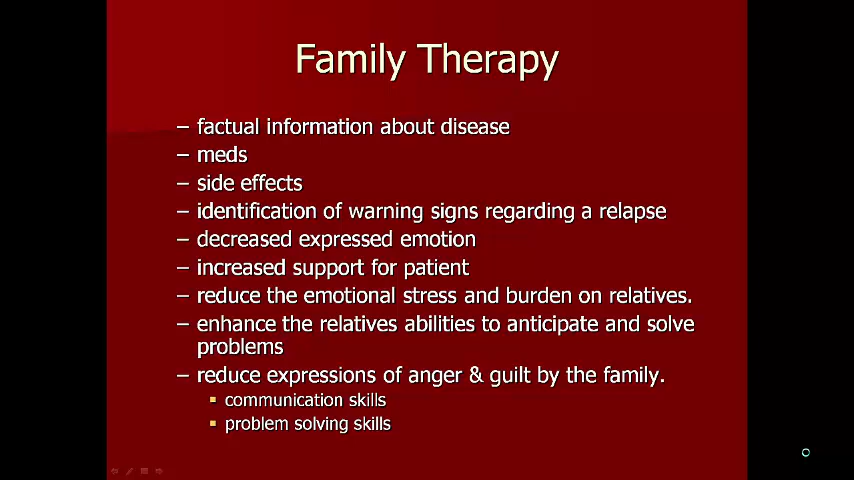 Family Therapy
– factual information about disease
– meds
– side effects
– identification of warning signs regarding a relapse
– decreased expressed emotion
– increased support for patient
– reduce the emotional stress and burden on relatives.
– enhance the relatives abilities to anticipate and solve
problems
– reduce expressions of anger & guilt by the family.
▪ communication skills
▪ problem solving skills